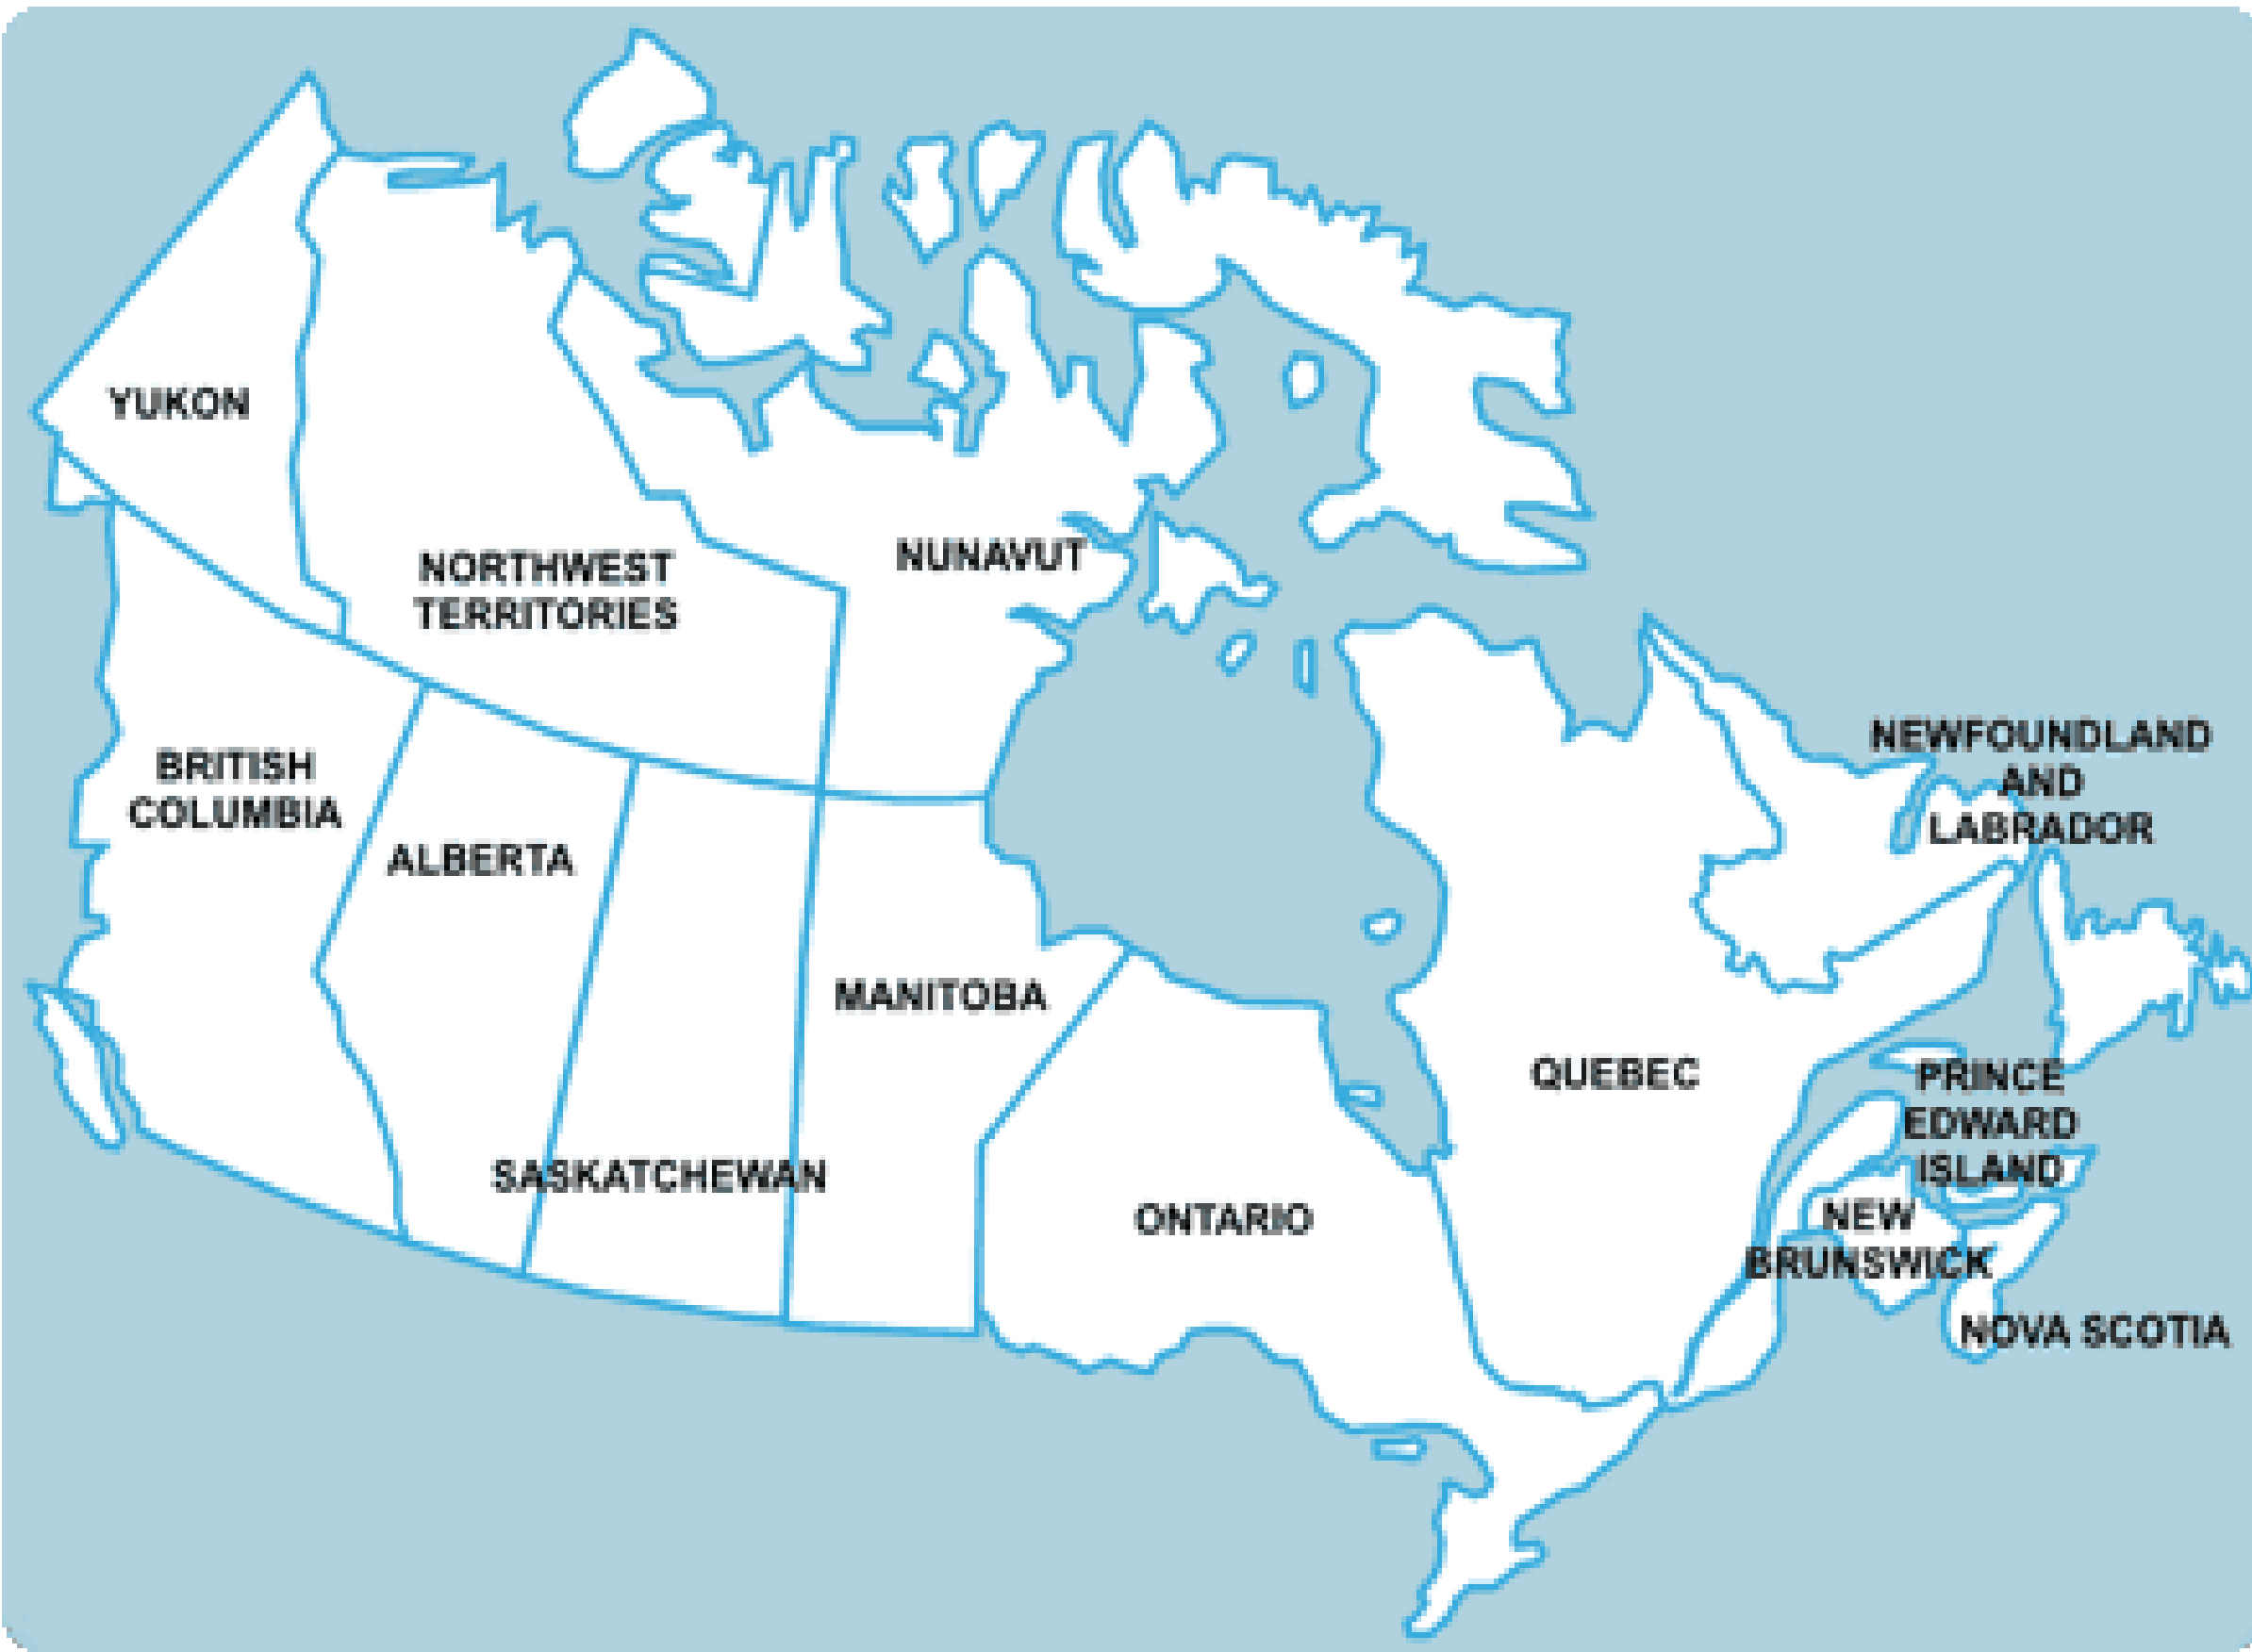 YUKON
NORTHWEST
TERRITORIES
NUNAVUT
BRITISH
COLUMBIA
ALBERTA
SASKATCHEWAN
MANITOBA
ONTARIO
QUEBEC
NEWFOUNDLAND
AND
LABRADOR
PRINCE
EDWARD
ISLAND
NEW
BRUNSWICK
NOVA SCOTIA